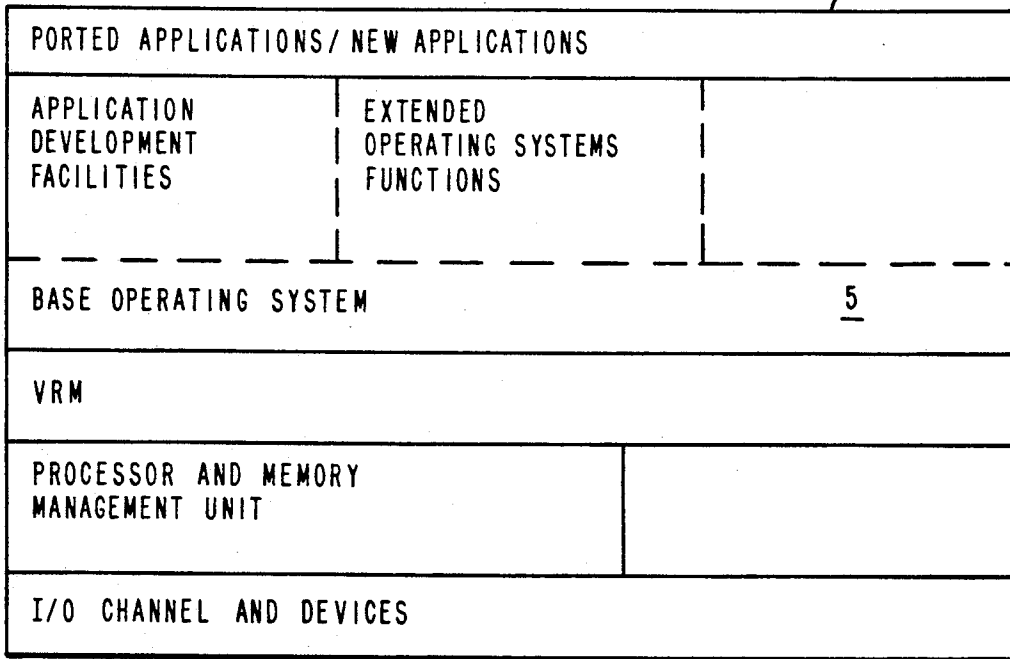 PORTED APPLICATIONS/ NEW APPLICATIONS
APPLICATION
DEVELOPMENT
FACILITIES
EXTENDED
OPERATING SYSTEMS
FUNCTIONS
BASE OPERATING SYSTEM
5
VRM
PROCESSOR AND MEMORY
MANAGEMENT UNIT
I/O CHANNEL AND DEVICES